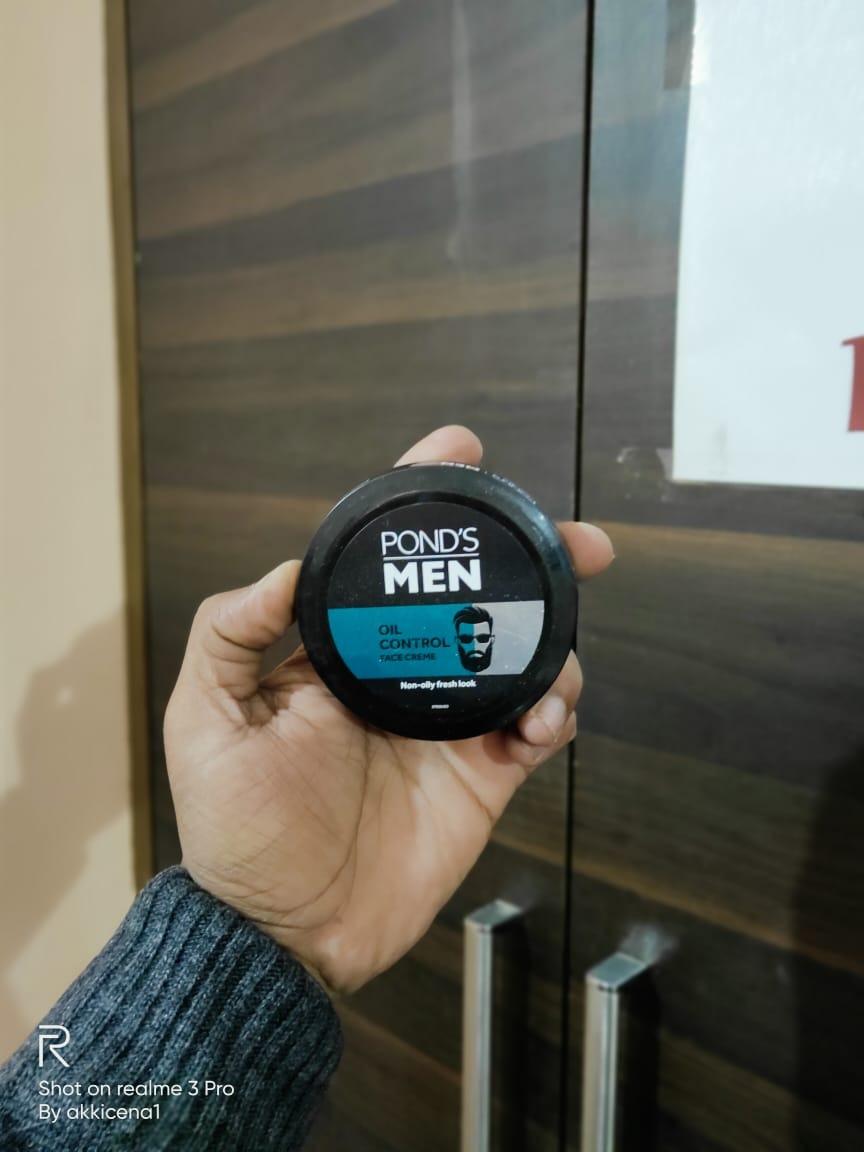 POND'S
MEN
OIL
CONTROL
FACE CREME
Non-oily fresh look
Shot on realme 3 Pro
By akkicena1